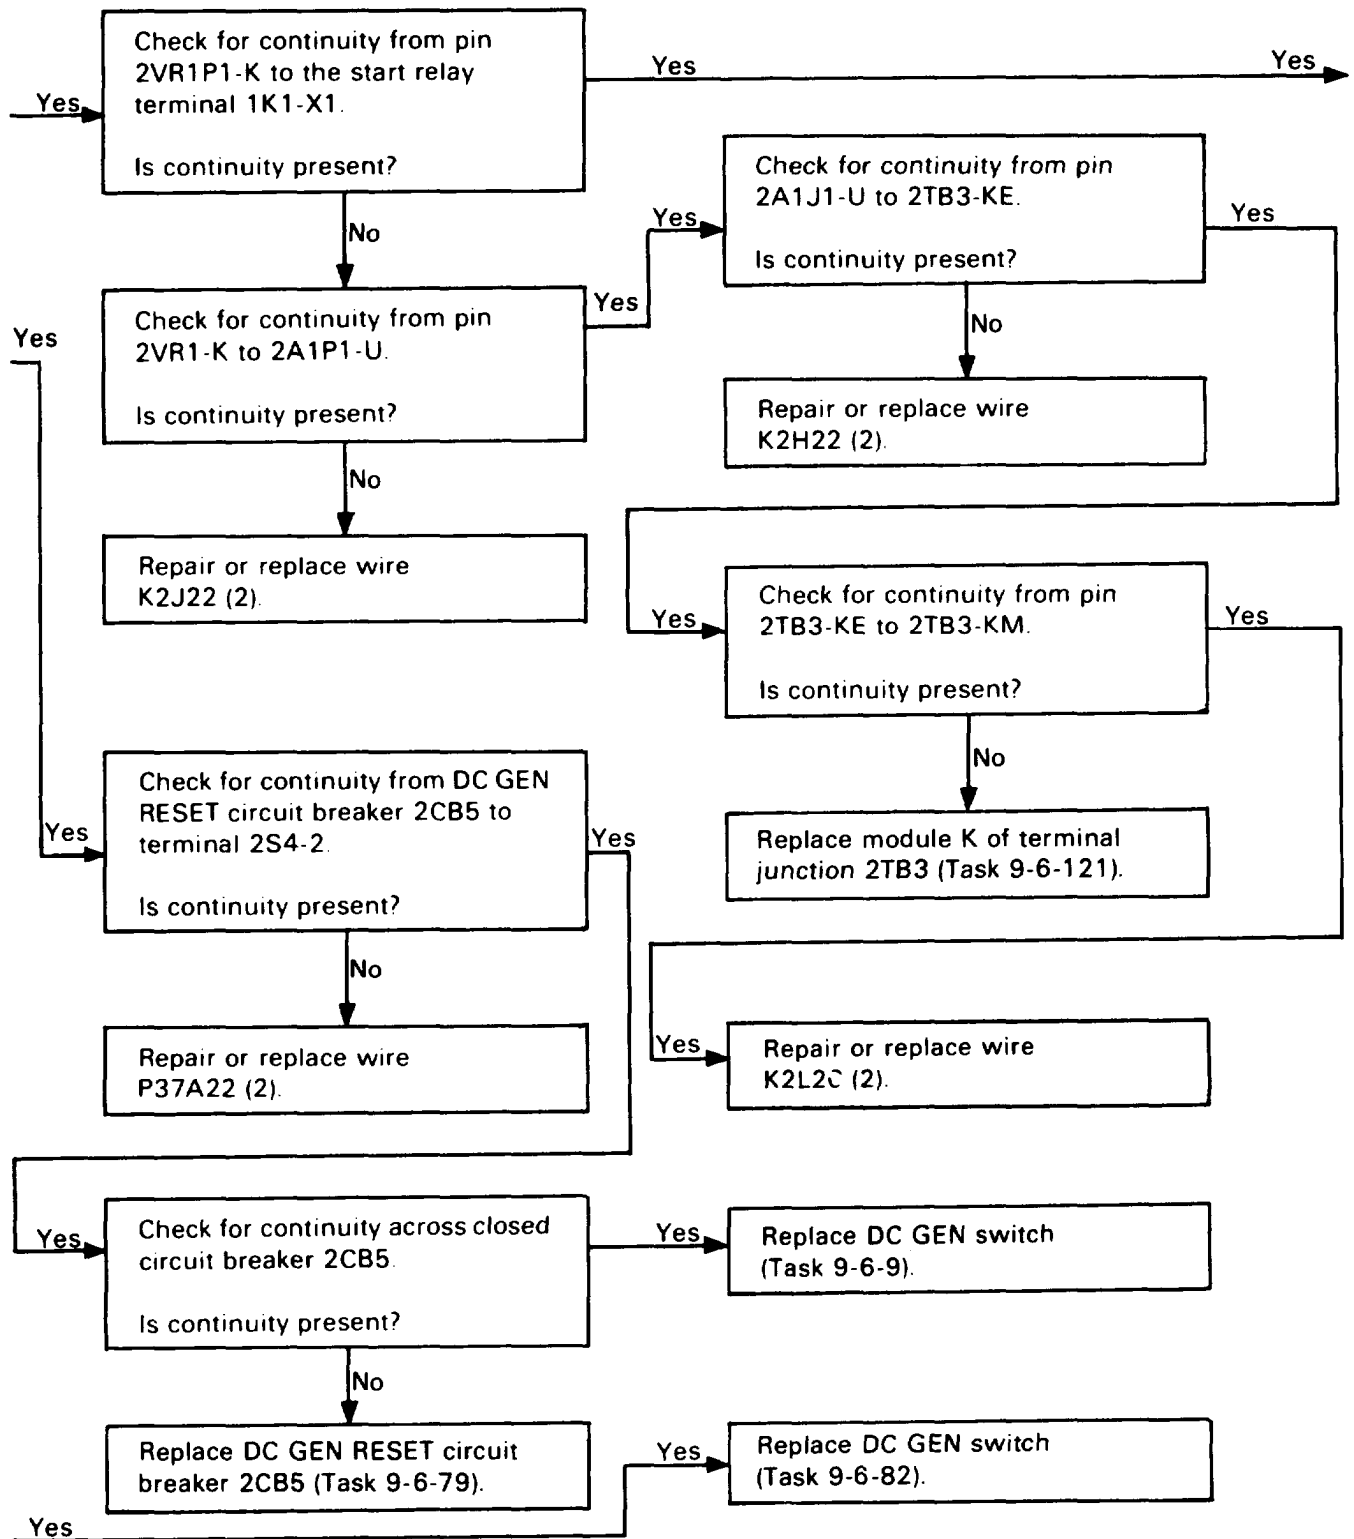 Check for continuity from pin
2VR1P1-K to the start relay
terminal 1K1-X1.
Is continuity present?
Yes
Yes
Yes
No
Check for continuity from pin
2A1J1-U to 2TB3-KE.
Is continuity present?
Yes
Yes
No
Check for continuity from pin
2VR1-K to 2A1P1-U.
Is continuity present?
Yes
Yes
No
Repair or replace wire
K2H22 (2).
Repair or replace wire
K2J22 (2).
Check for continuity from pin
2TB3-KE to 2TB3-KM.
Is continuity present?
Yes
Yes
No
Check for continuity from DC GEN
RESET circuit breaker 2CB5 to
terminal 2S4-2.
Is continuity present?
Yes
Yes
No
Replace module K of terminal
junction 2TB3 (Task 9-6-121).
Repair or replace wire
P37A22 (2).
Yes
Repair or replace wire
(2).
Check for continuity across closed
circuit breaker 2CB5.
Is continuity present?
Yes
Yes
No
Replace DC GEN switch
(Task 9-6-9).
Replace DC GEN RESET circuit
breaker 2CB5 (Task 9-6-79).
Yes
Replace DC GEN switch
(Task 9-6-82).
Yes